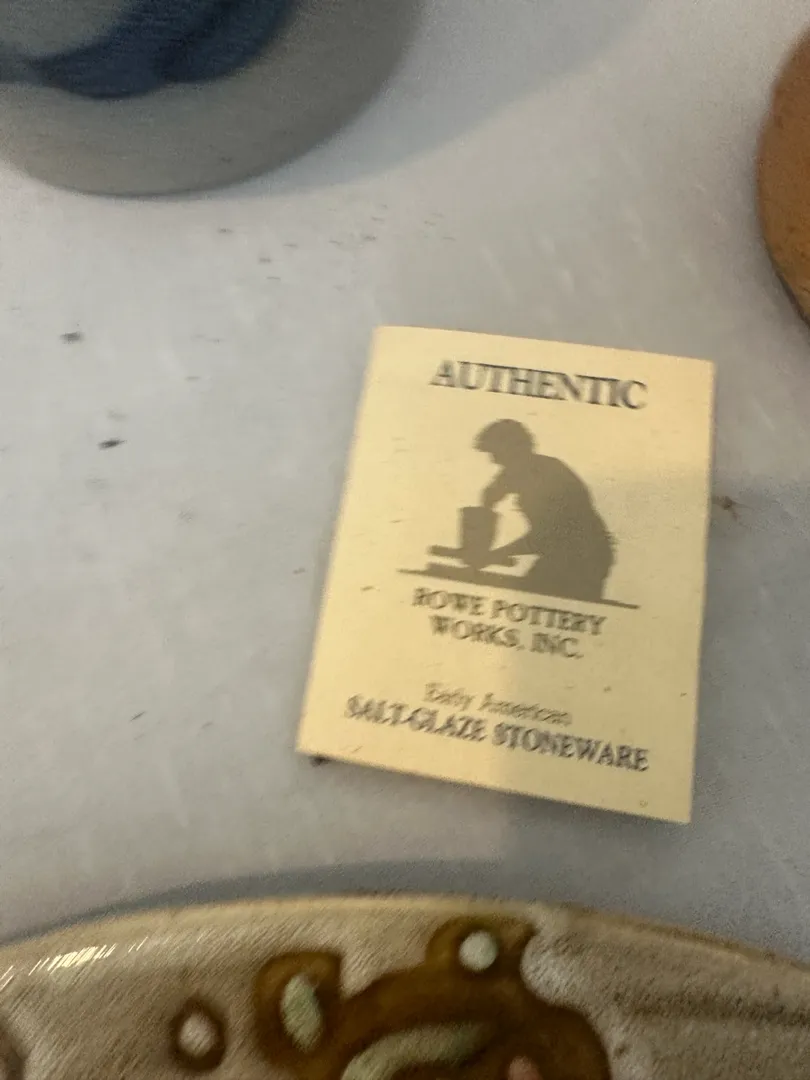 AUTHENTIC
ROWE POTTERY
WORKS, INC.
Early American
SALT-GLAZE STONEWARE